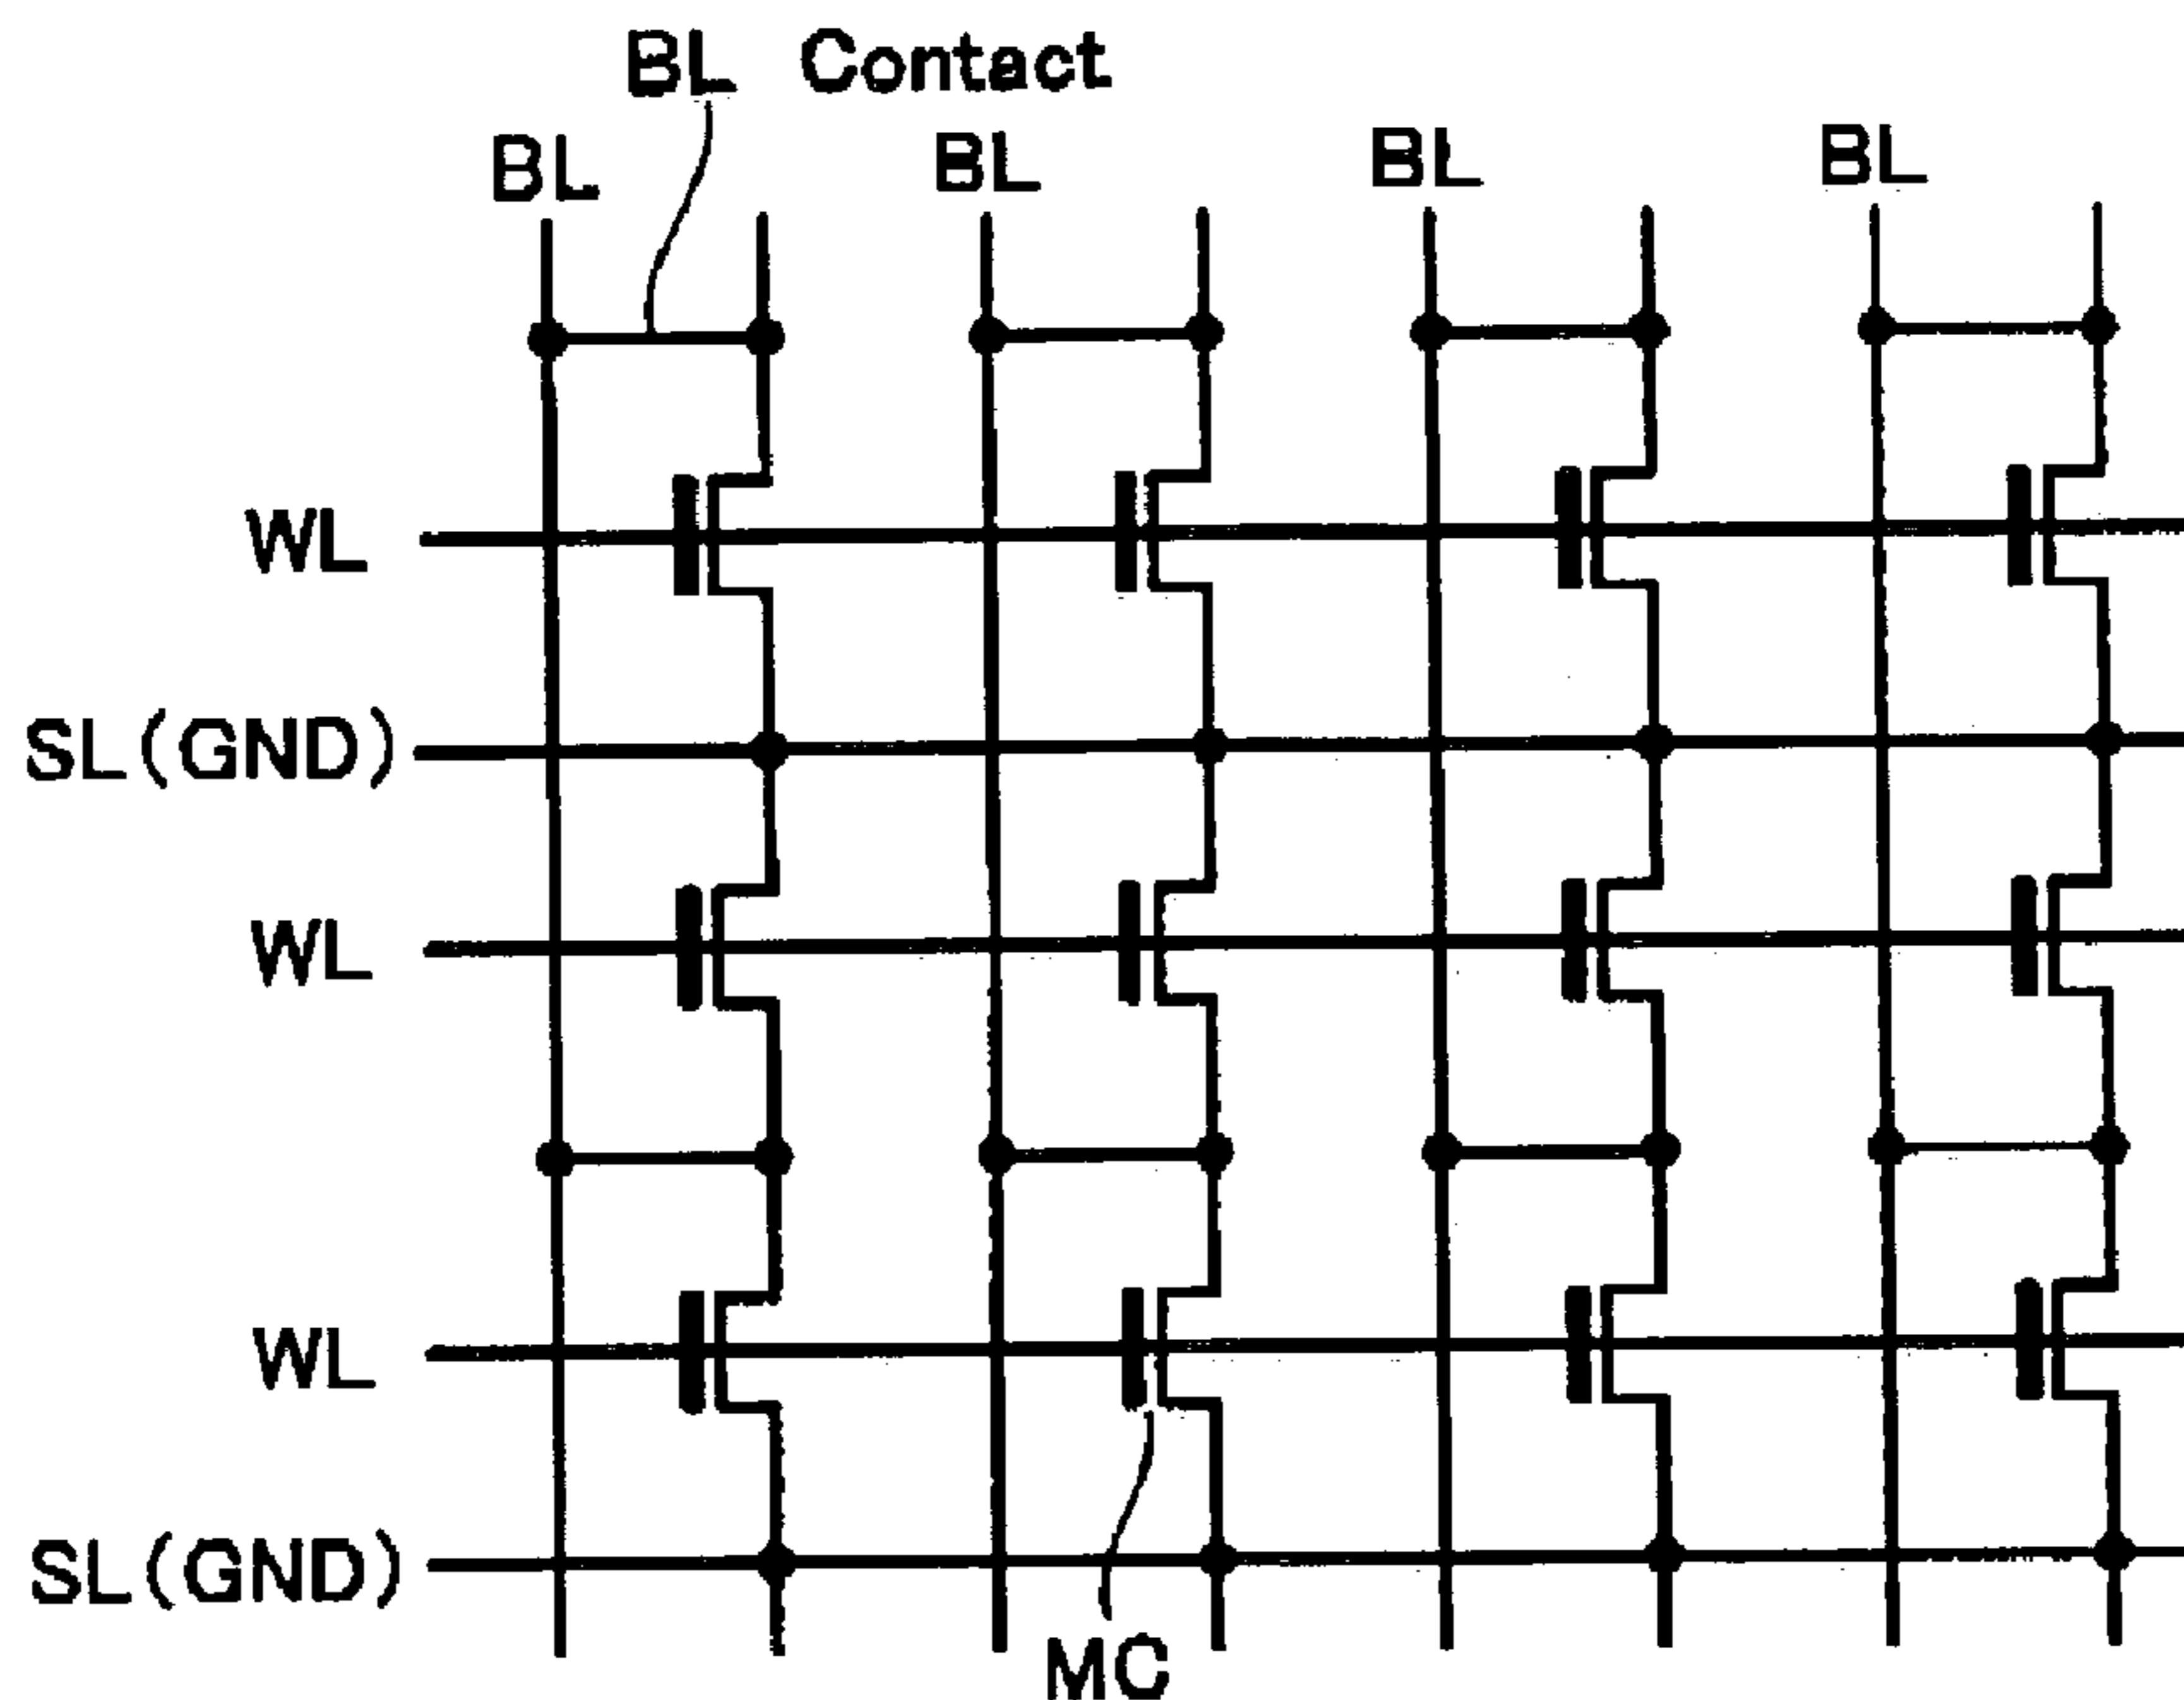 BL Contact
BL BL BL BL
WL
SL(GND)
WL
WL
SL(GND)
MC